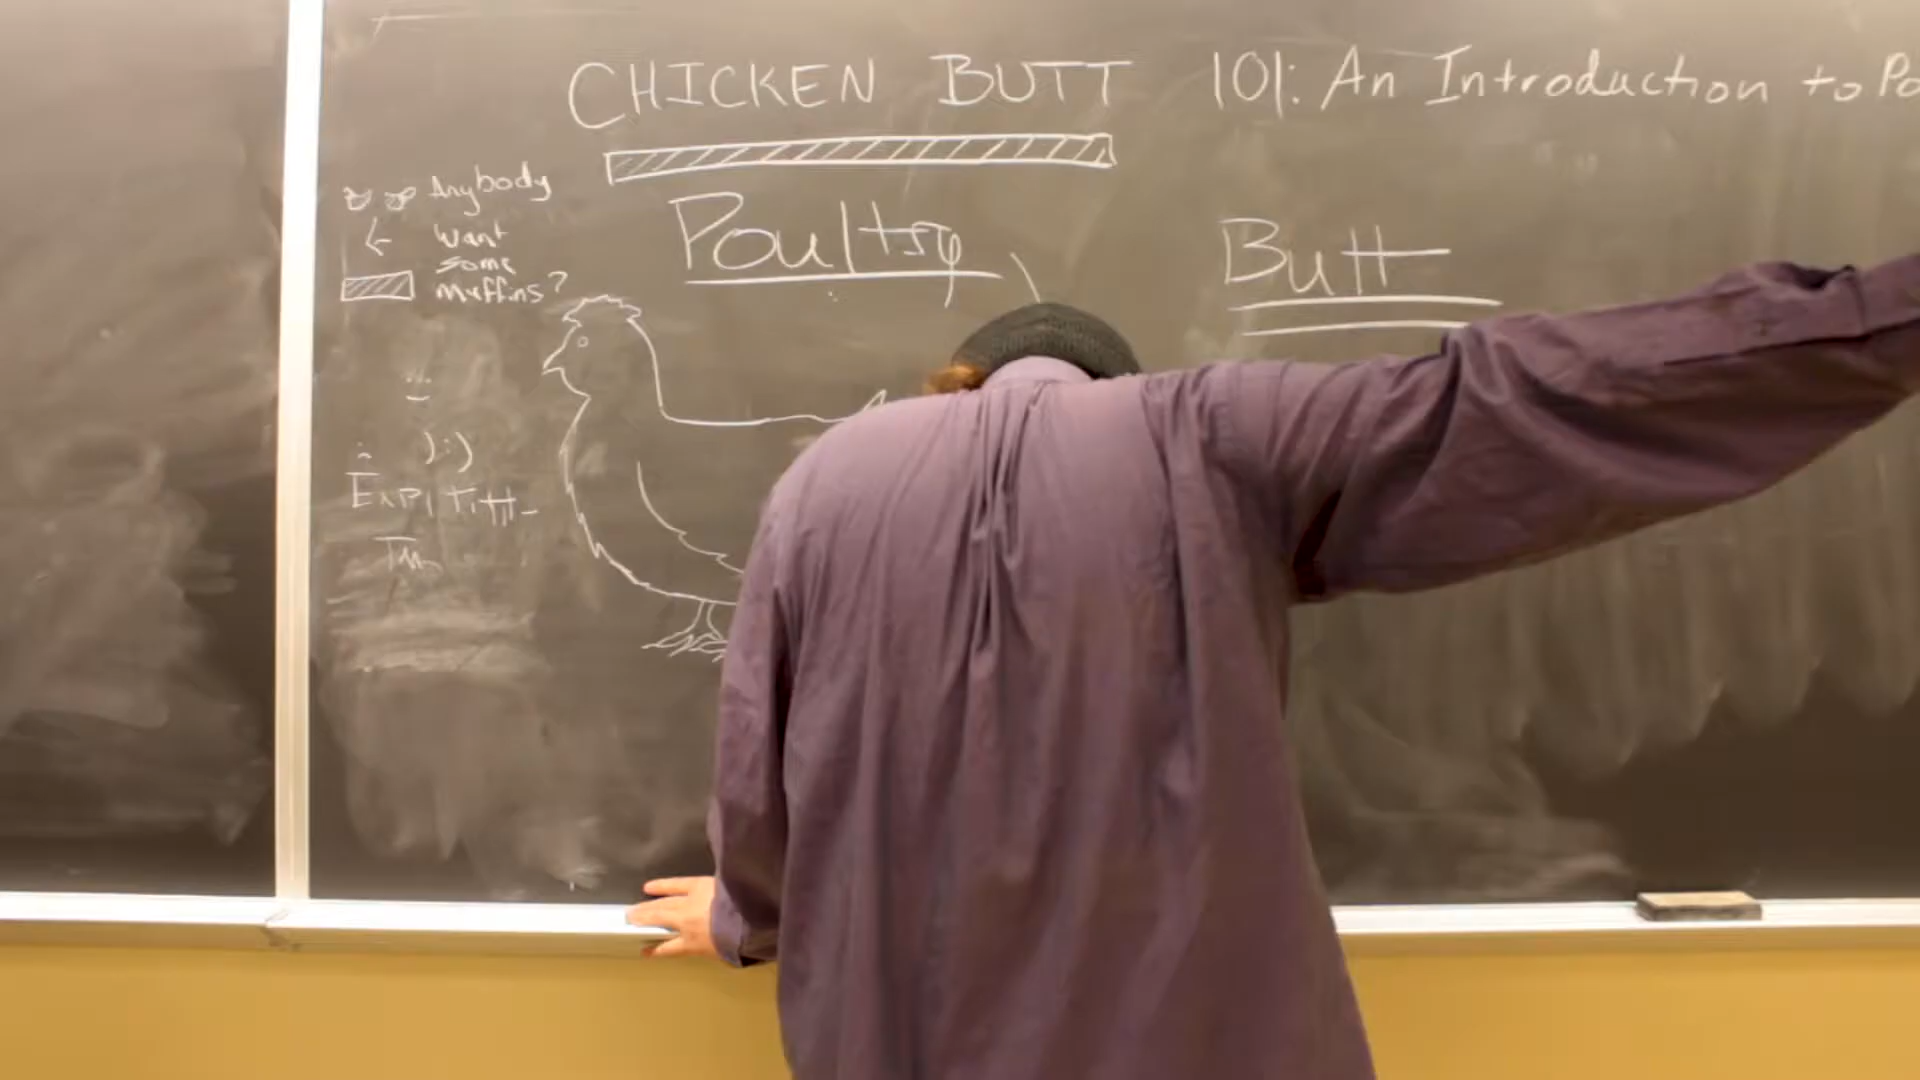 CHICKEN BUTT 101: An Introduction to Po
Anybody
want
some
muffins?
Poultry
Butt